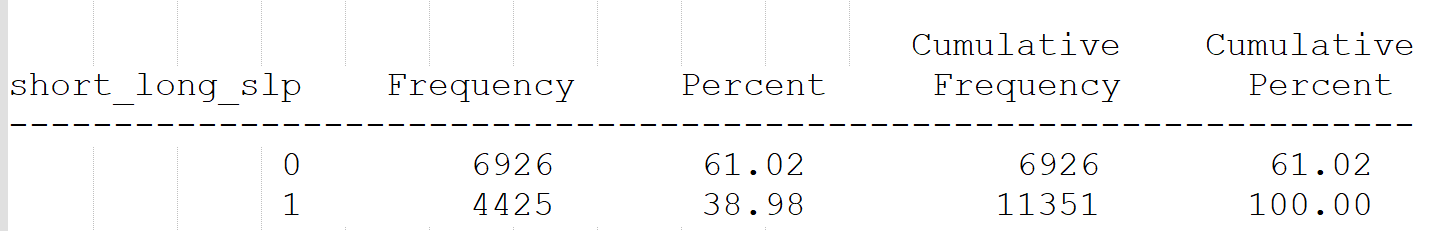 Cumulative Cumulative
short_long_slp Frequency Percent Frequency Percent
--------------------------------------------------------------------
0 6926 61.02 6926 61.02
1 4425 38.98 11351 100.00